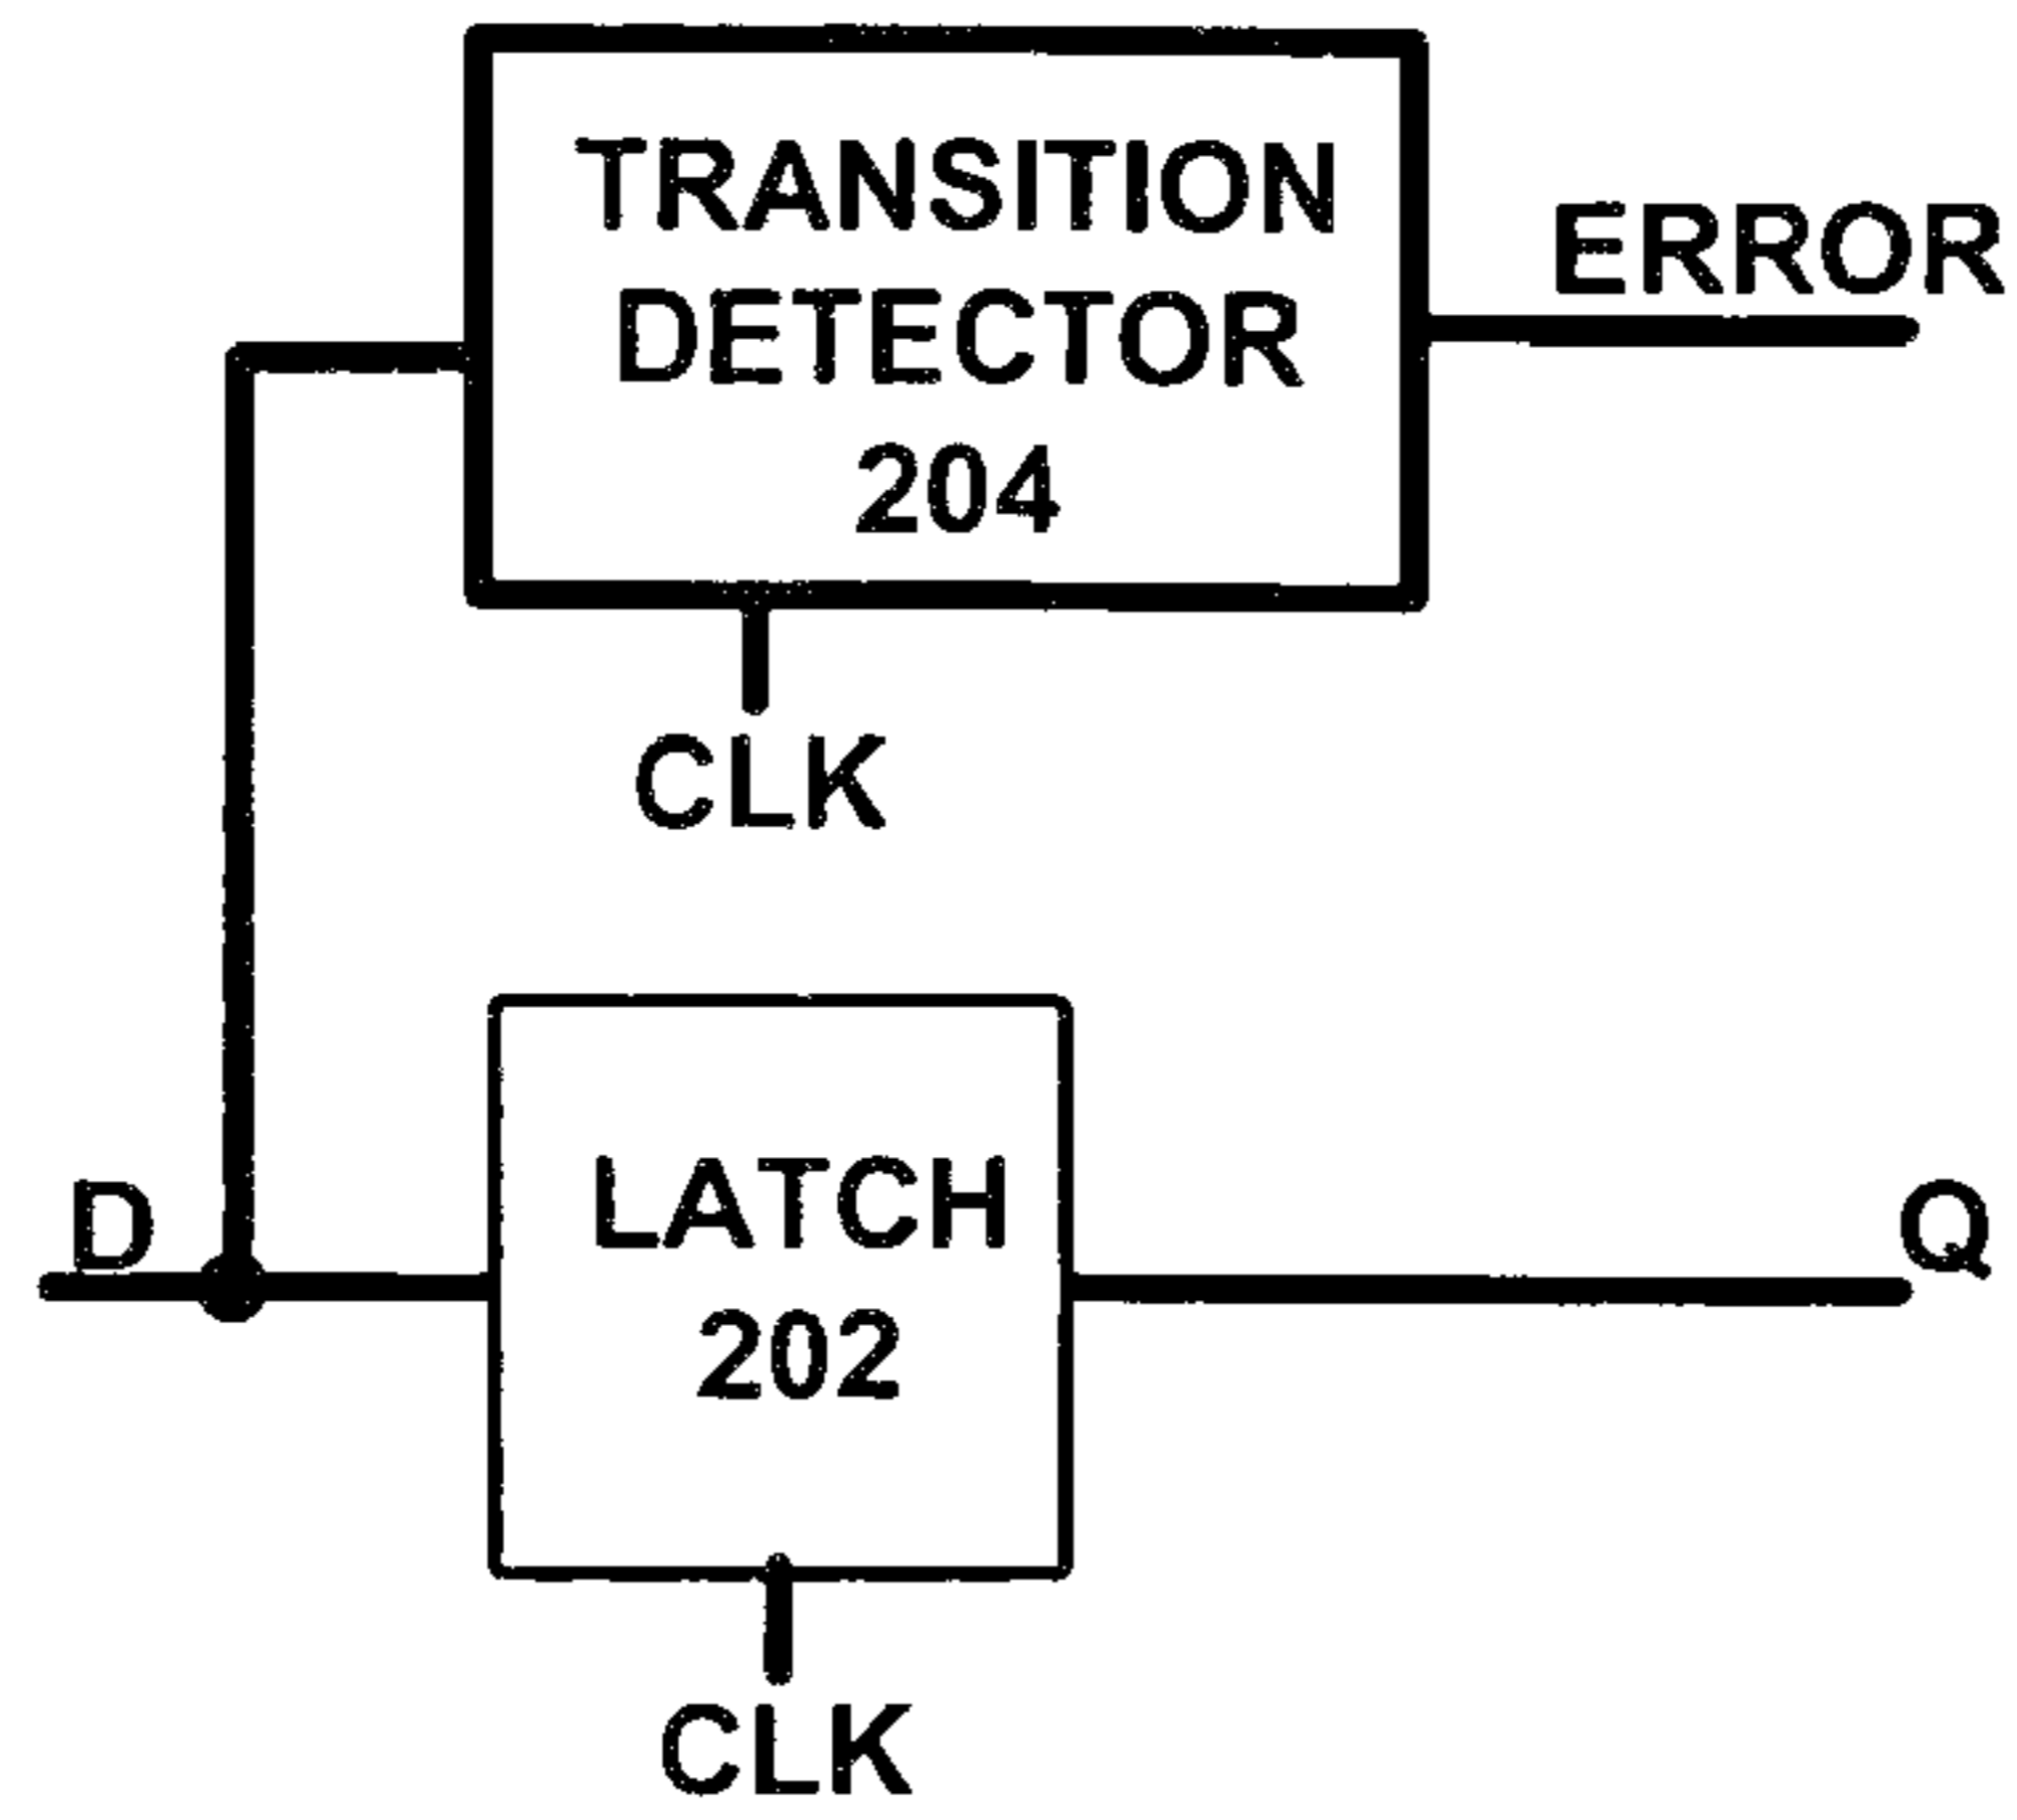 TRANSITION
DETECTOR
204
ERROR
CLK
D
LATCH
202
Q
CLK